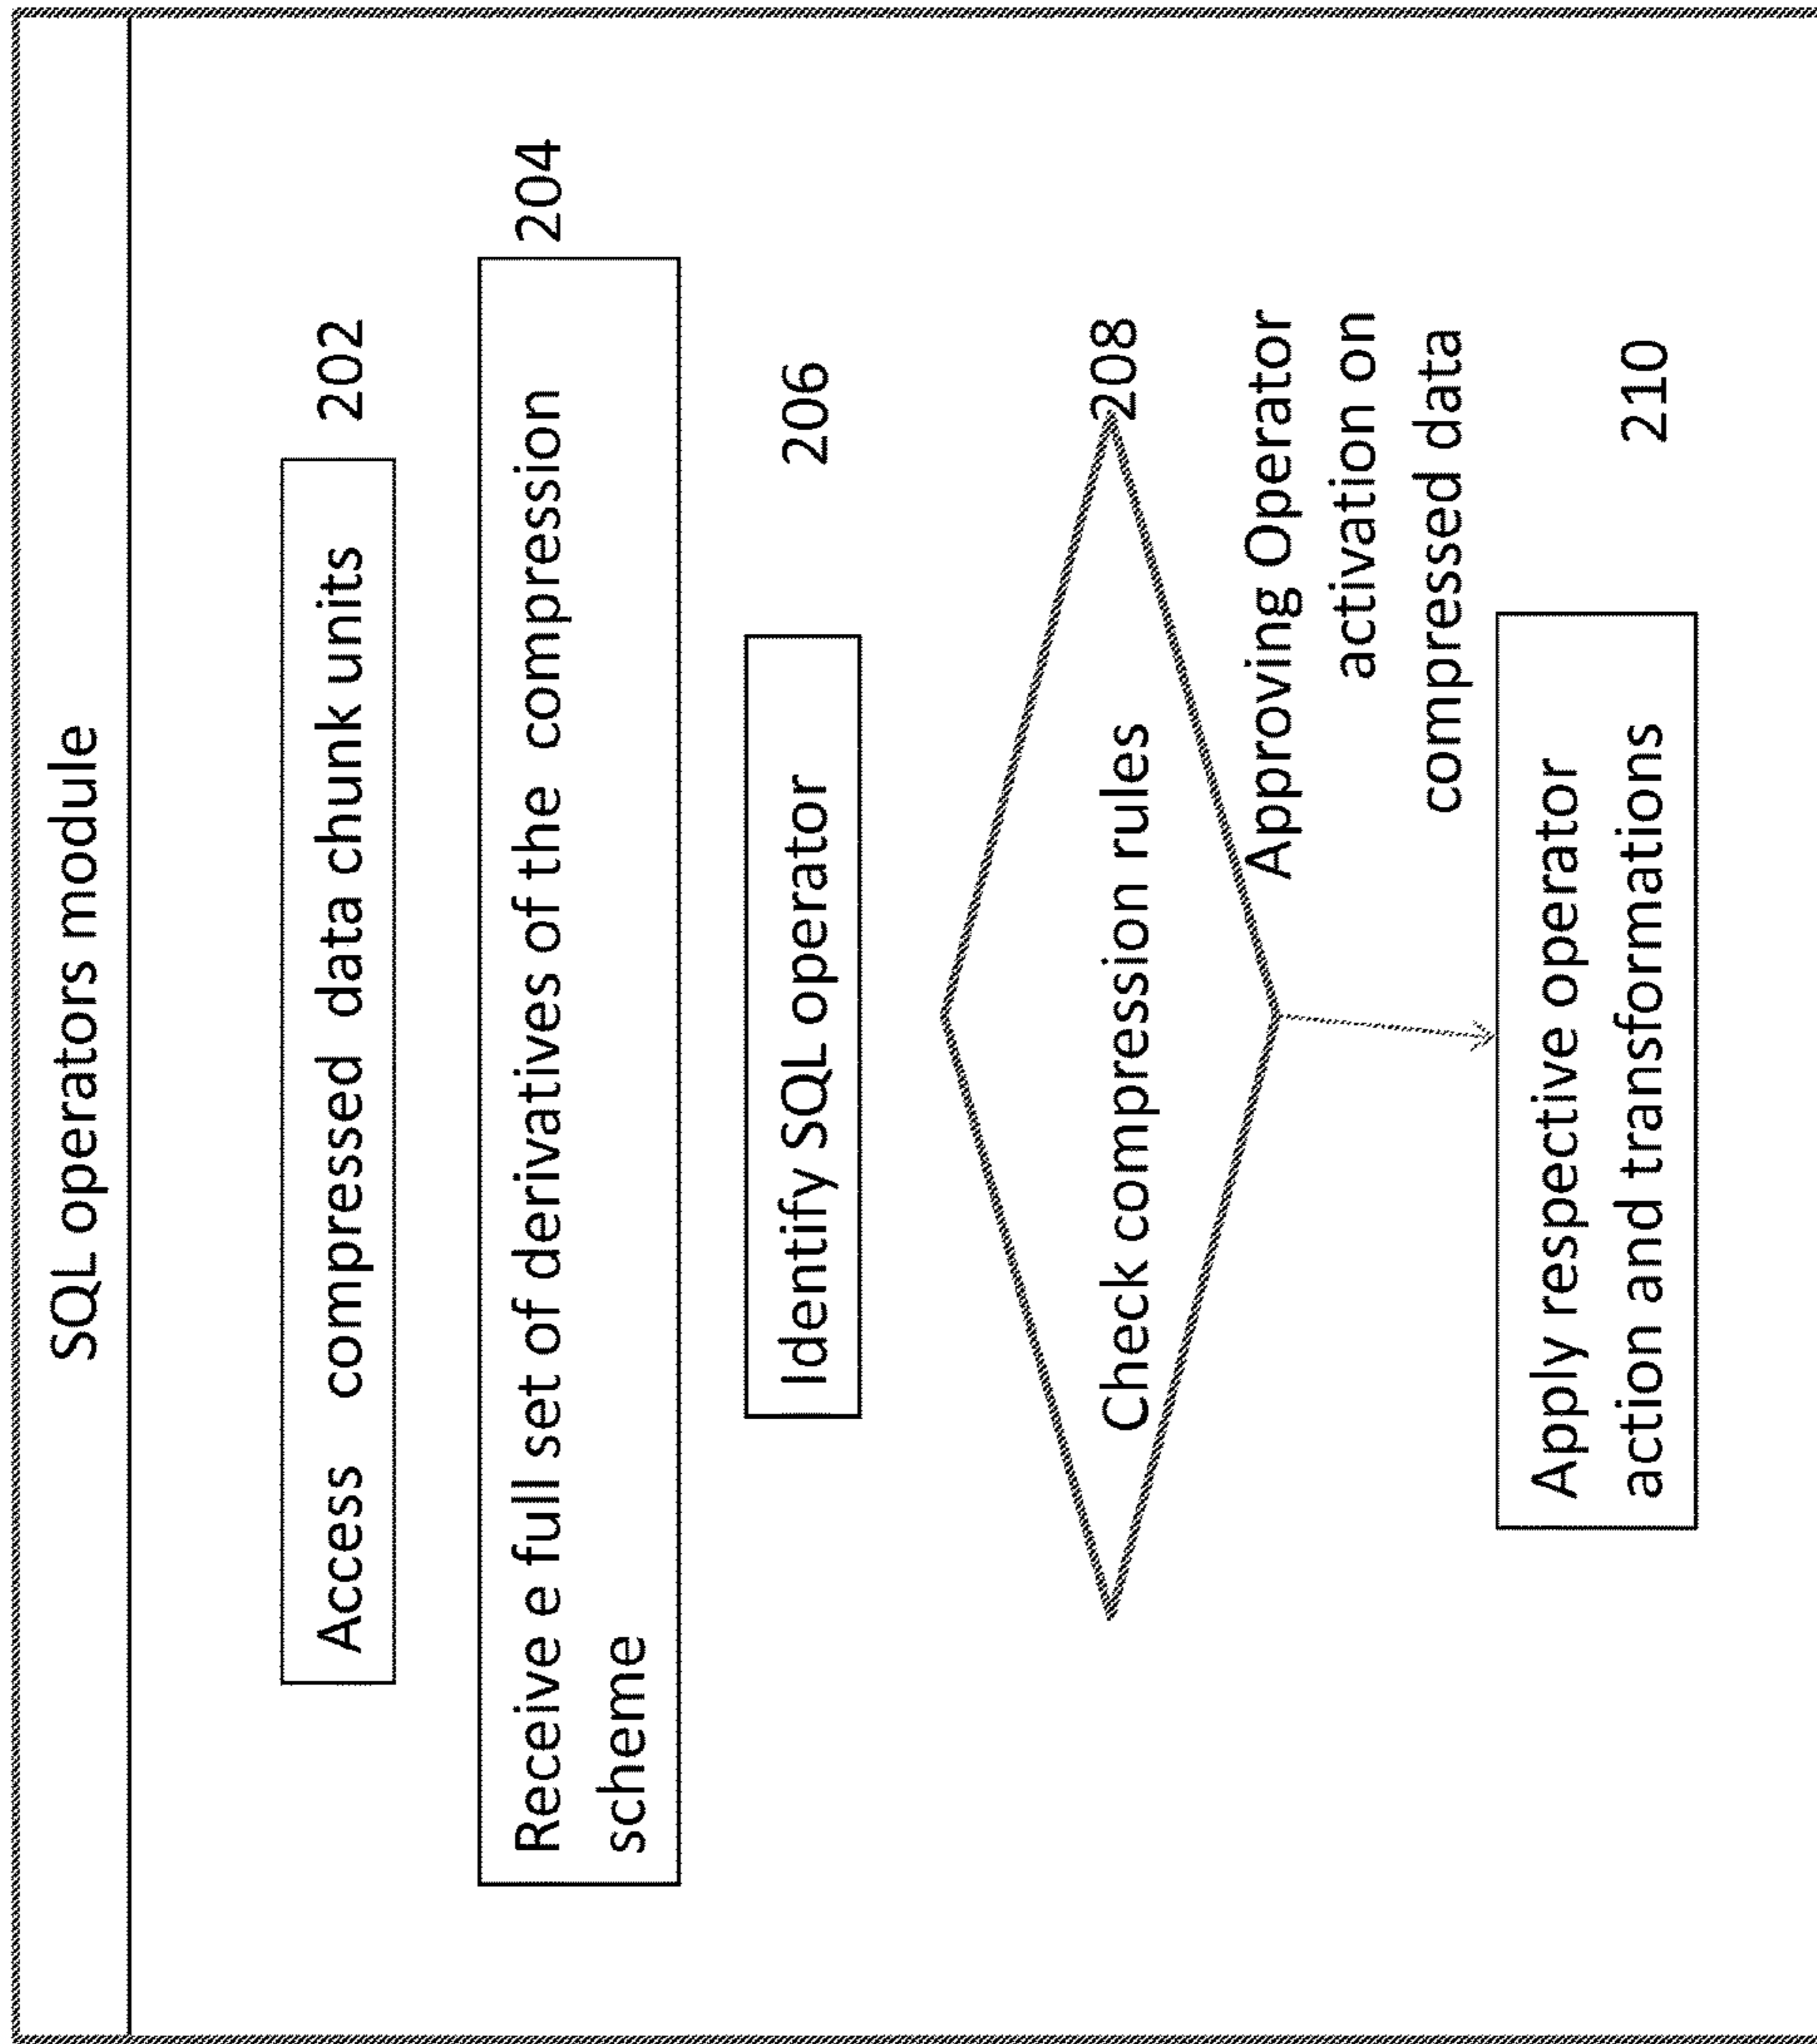 SQL operators module
Access compressed data chunk units
202
Receive e full set of derivatives of the compression
scheme
204
Identify SQL operator
206
Check compression rules
208
Approving Operator
activation on
compressed data
Apply respective operator
action and transformations
210